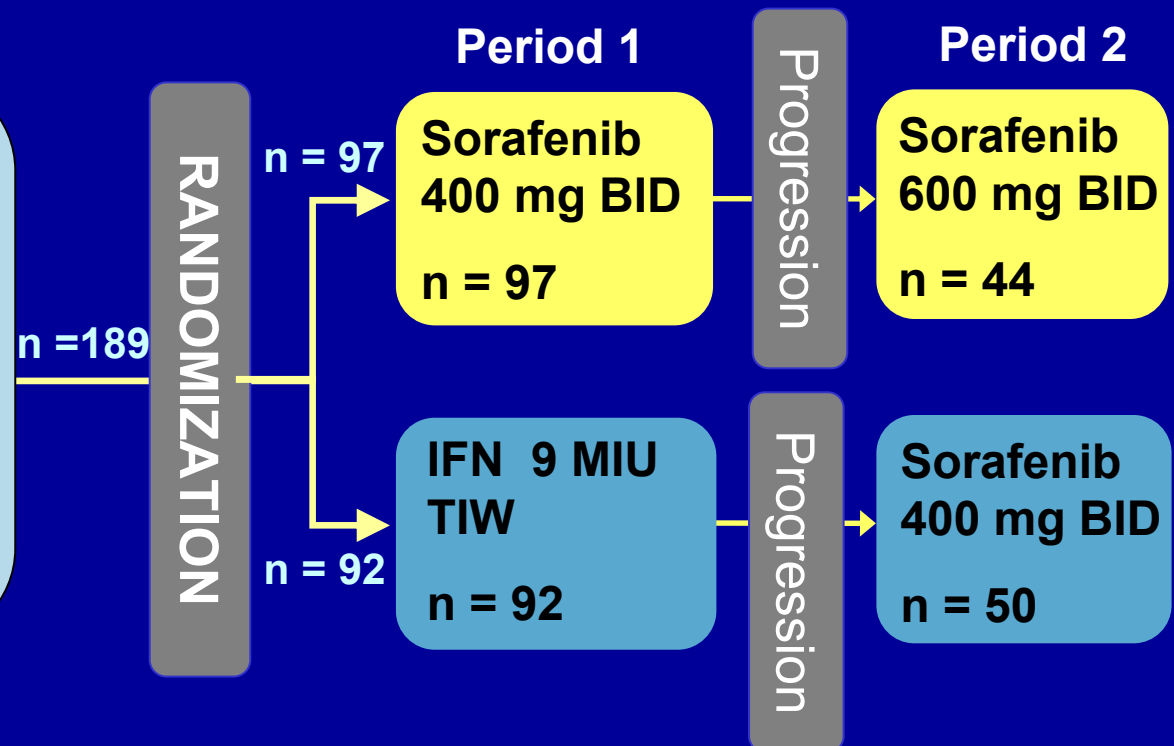 n =189
RANDOMIZATION
n = 97
n = 92
Period 1
Sorafenib
400 mg BID
n = 97
IFN  9 MIU
TIW
n = 92
Progression
Progression
Period 2
Sorafenib
600 mg BID
n = 44
Sorafenib
400 mg BID
n = 50